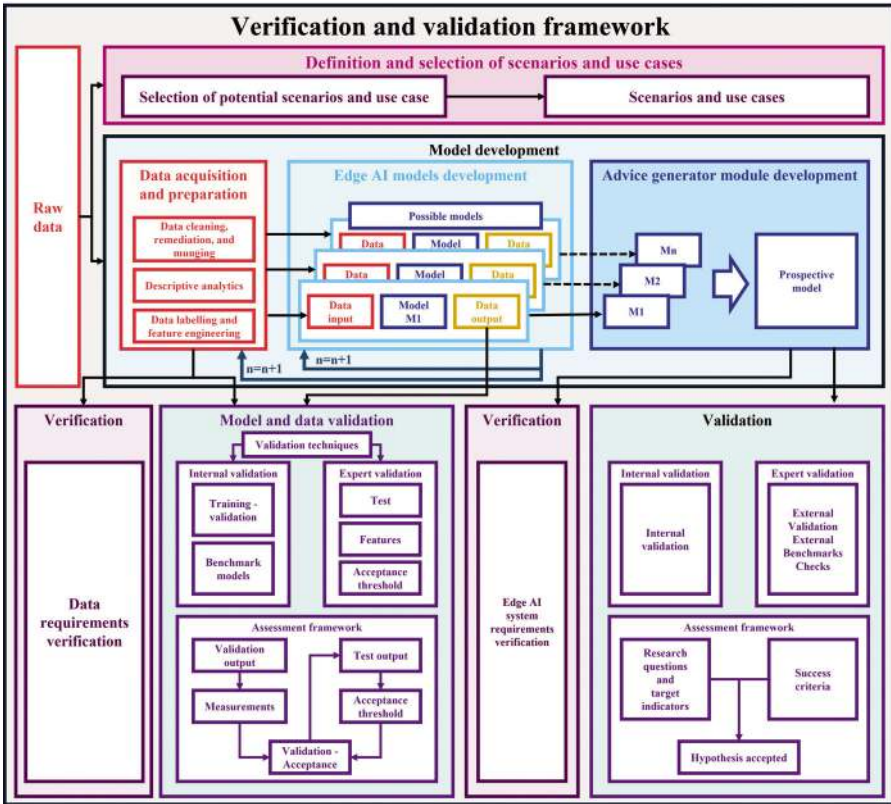 Verification and validation framework
Raw
data
Definition and selection of scenarios and use cases
Selection of potential scenarios and use case
Scenarios and use cases
Model development
Data acquisition
and preparation
Data cleaning,
remediation, and
munging
Descriptive analytics
Data labelling and
feature engineering
Edge AI models development
Possible models
Data
Model
Data
Data
Model
Data
Data
input
Model
M1
Data
output
n=n+1
n=n+1
Advice generator module development
Mn
M2
M1
Prospective
model
Verification
Data
requirements
verification
Model and data validation
Validation techniques
Internal validation
Training -
validation
Benchmark
models
Expert validation
Test
Features
Acceptance
threshold
Assessment framework
Validation
output
Measurements
Test output
Acceptance
threshold
Validation -
Acceptance
Verification
Edge AI
system
requirements
verification
Validation
Internal validation
Internal
validation
Expert validation
External
Validation
External
Benchmarks
Checks
Assessment framework
Research
questions
and
target
indicators
Success
criteria
Hypothesis accepted